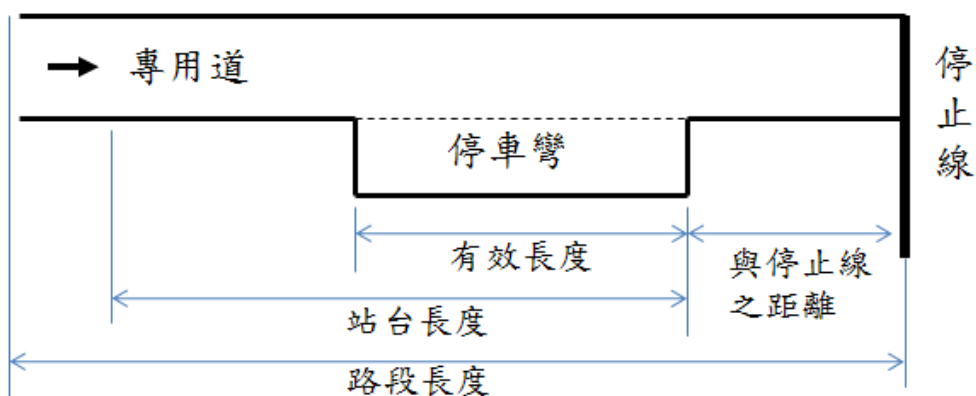 專用道
停止線
停車彎
有效長度
與停止線
之距離
站台長度
路段長度